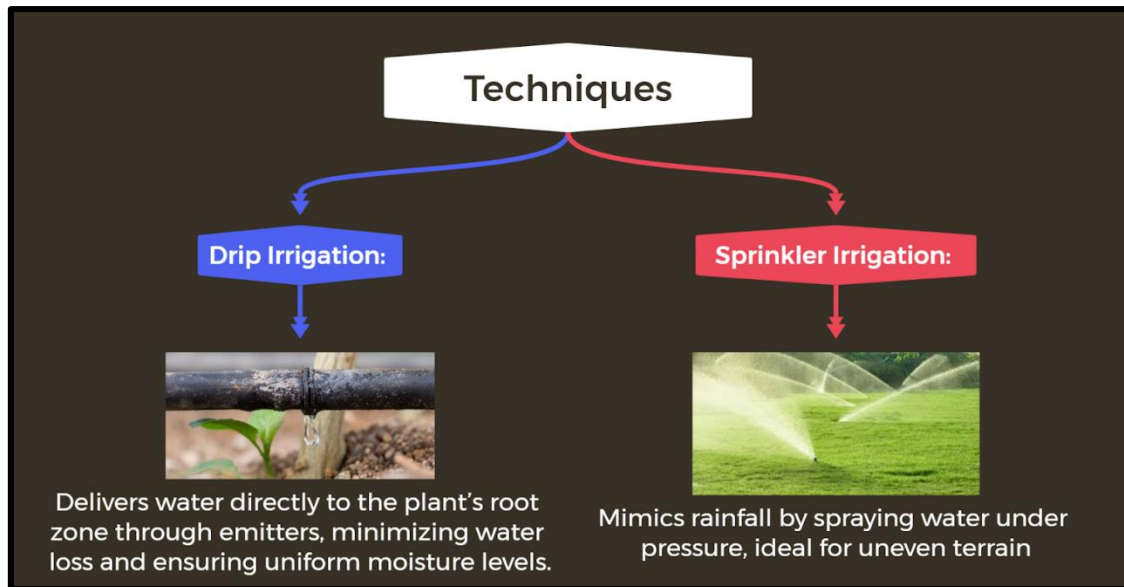 Techniques
Drip Irrigation:
Sprinkler Irrigation:
Delivers water directly to the plant's root
zone through emitters, minimizing water
loss and ensuring uniform moisture levels.
Mimics rainfall by spraying water under
pressure, ideal for uneven terrain